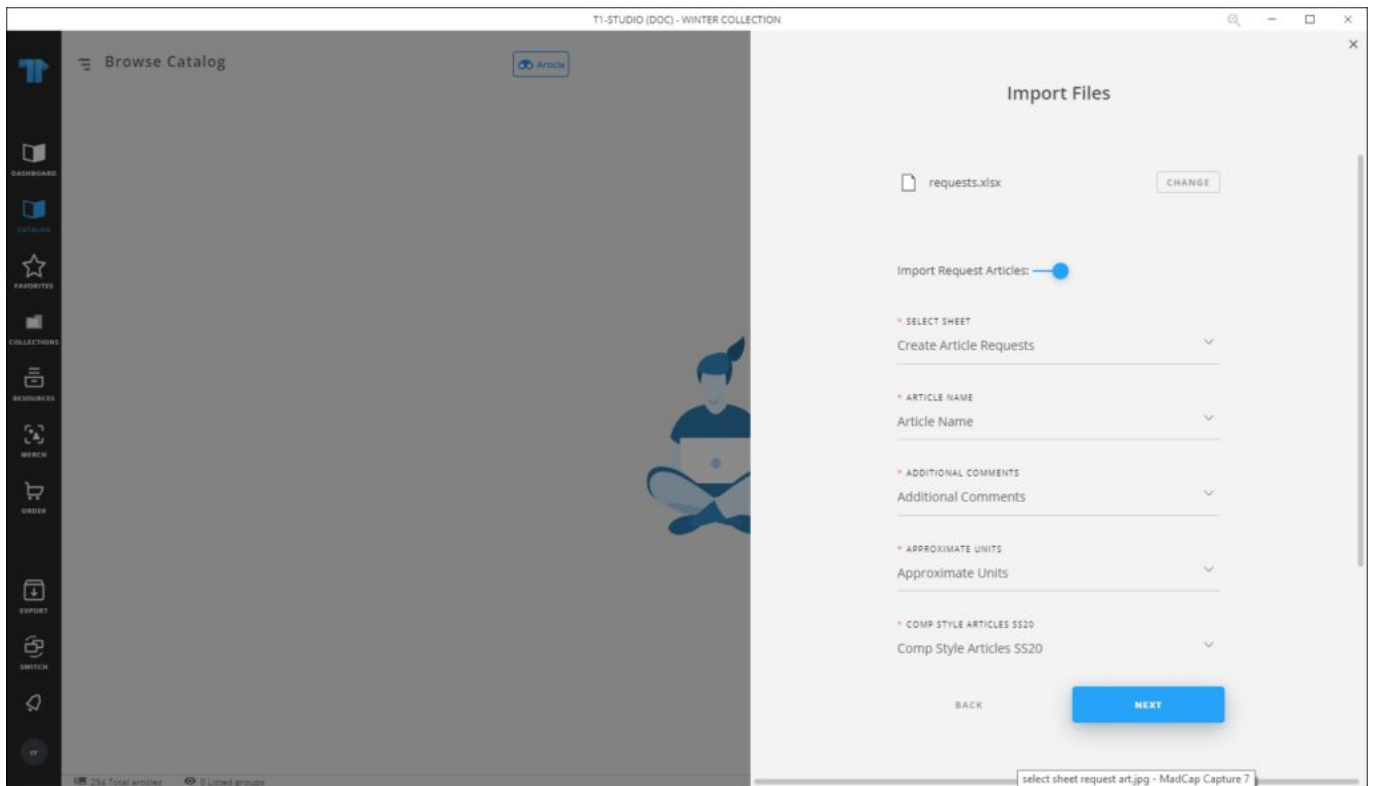 T1-STUDIO (DOC) - WINTER COLLECTION
Browse Catalog
Article
DASHBOARD
CATALOG
FAVORITES
COLLECTIONS
RESOURCES
MERCH
ORDER
EXPORT
SWITCH
IT
294 Total articles
0 Listed groups
Import Files
requests.xlsx
CHANGE
Import Request Articles:
* SELECT SHEET
Create Article Requests
* ARTICLE NAME
Article Name
* ADDITIONAL COMMENTS
Additional Comments
* APPROXIMATE UNITS
Approximate Units
* COMP STYLE ARTICLES SS20
Comp Style Articles SS20
BACK
NEXT
select sheet request art.jpg - MadCap Capture 7